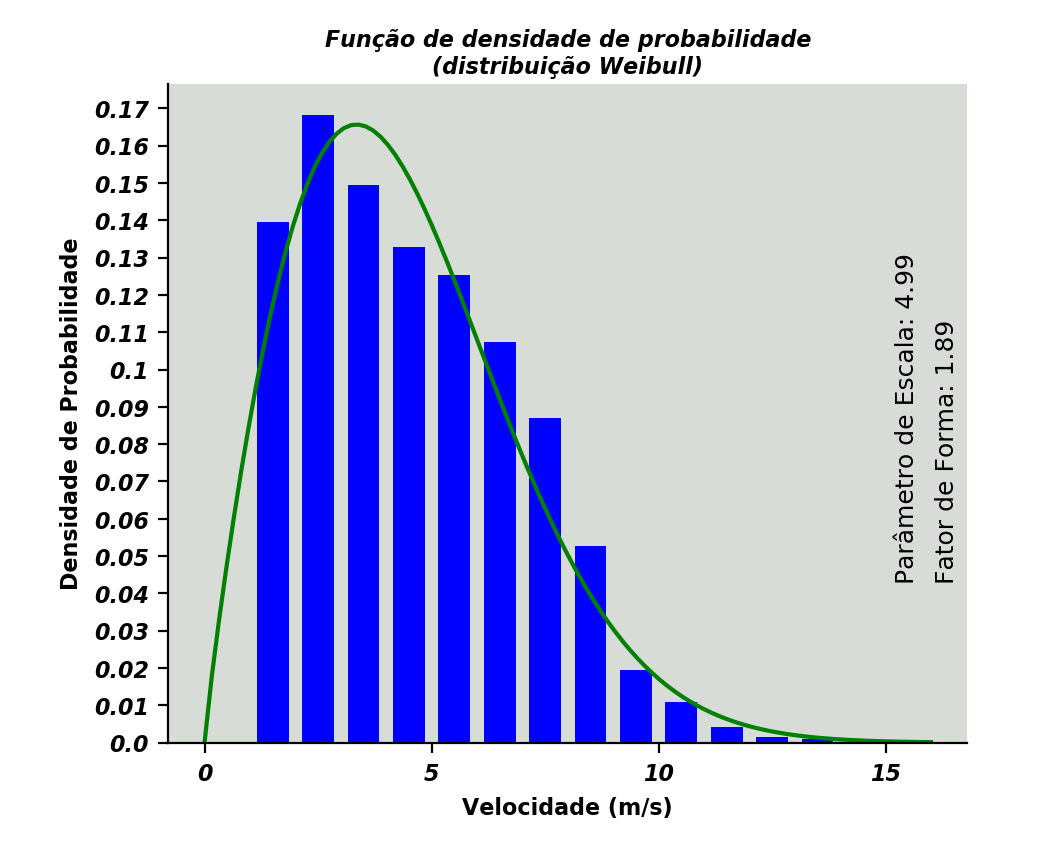 Função de densidade de probabilidade
(distribuição Weibull)
Densidade de Probabilidade
0.17
0.16
0.15
0.14
0.13
0.12
0.11
0.1
0.09
0.08
0.07
0.06
0.05
0.04
0.03
0.02
0.01
0.0
Parâmetro de Escala: 4.99
Fator de Forma: 1.89
0 5 10 15
Velocidade (m/s)